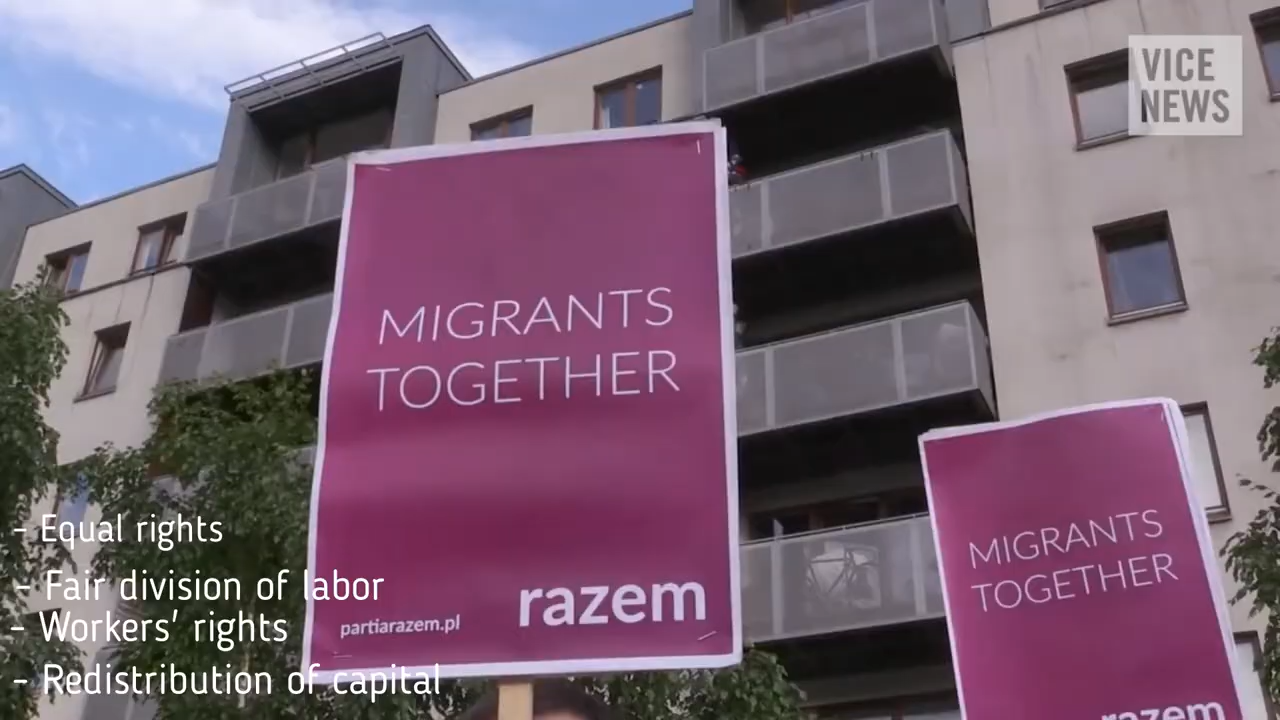 VICE
NEWS
MIGRANTS
TOGETHER
partiarazem.pl
razem
MIGRANTS
TOGETHER
razem
- Equal rights
- Fair division of labor
- Workers' rights
- Redistribution of capital